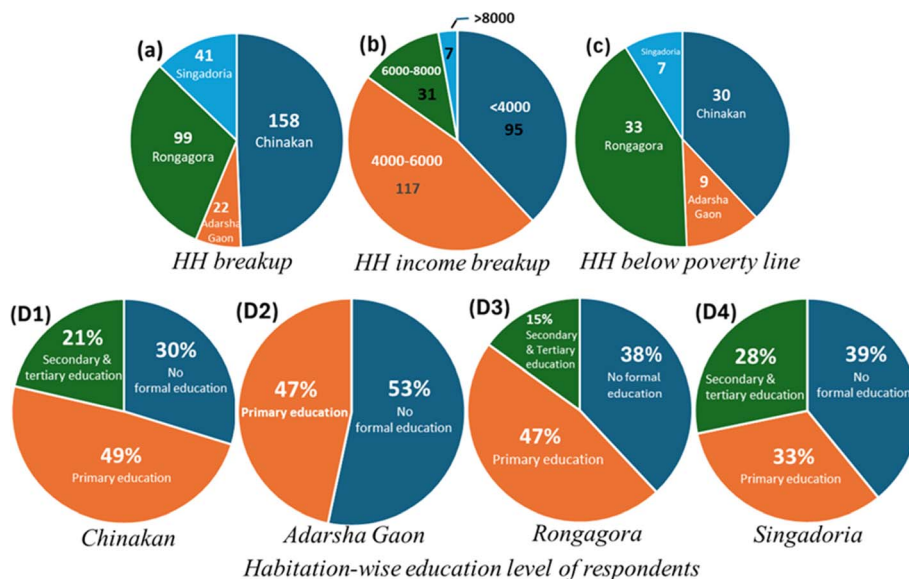 (a)
41
Singadoria
158
Chinakan
99
Rongagora
22
Adarsha
Gaon
HH breakup
(b)
>8000
7
6000-8000
31
<4000
95
4000-6000
117
HH income breakup
(c)
Singadoria
7
30
Chinakan
33
Rongagora
9
Adarsha
Gaon
HH below poverty line
(D1)
21%
Secondary &
tertiary education
30%
No
formal education
49%
Primary education
Chinakan
(D2)
47%
Primary education
53%
No
formal education
Adarsha Gaon
(D3)
15%
Secondary
& Tertiary
education
38%
No formal
education
47%
Primary education
Rongagora
(D4)
28%
Secondary &
tertiary education
39%
No
formal education
33%
Primary education
Singadoria
Habitation-wise education level of respondents